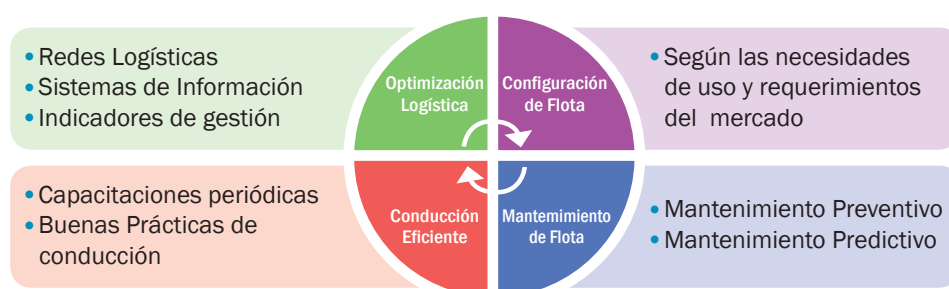 • Redes Logísticas
• Sistemas de Información
• Indicadores de gestión
Optimización
Logística
Configuración
de Flota
• Según las necesidades
de uso y requerimientos
del mercado
• Capacitaciones periódicas
• Buenas Prácticas de
conducción
Conducción
Eficiente
Mantemimiento
de Flota
• Mantenimiento Preventivo
• Mantenimiento Predictivo